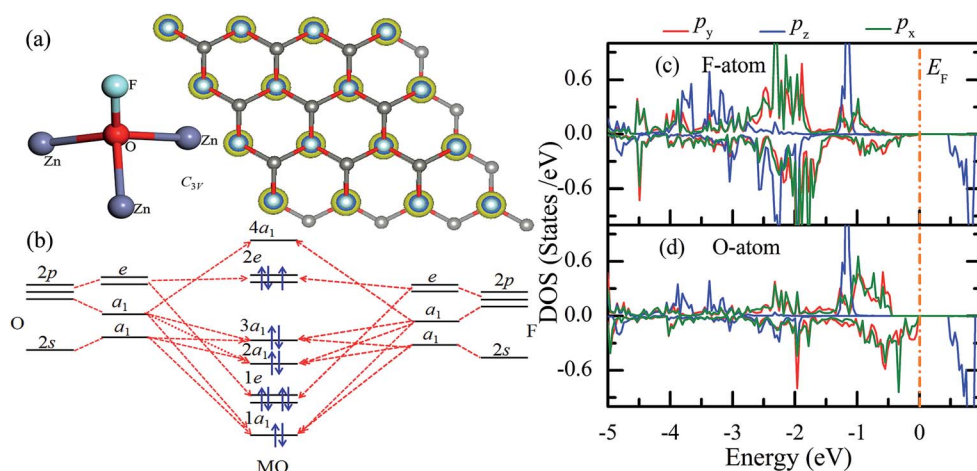 (a)
F
O
Zn
Zn
Zn
C3V
(b)
4a1
2e
3a1
2a1
1e
1a1
MO
2p
e
a1
O
a1
2s
e
2p
a1
F
a1
2s
py pz px
(c) F-atom EF
0.6
0.0
-0.6
(d) O-atom
0.6
0.0
-0.6
DOS (States/eV)
-5 -4 -3 -2 -1 0
Energy (eV)